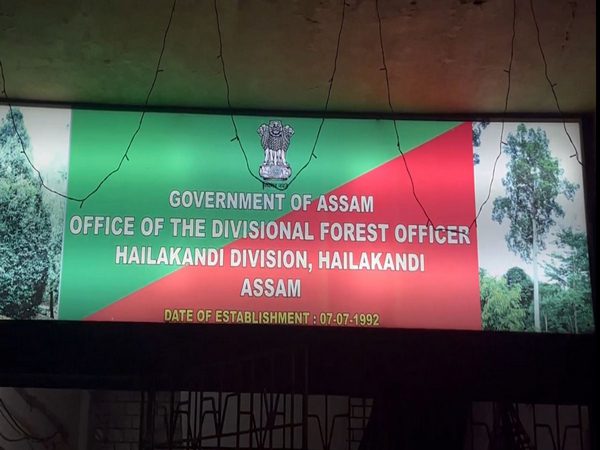 GOVERNMENT OF ASSAM
OFFICE OF THE DIVISIONAL FOREST OFFICER
HAILAKANDI DIVISION, HAILAKANDI
ASSAM
DATE OF ESTABLISHMENT : 07-07-1992